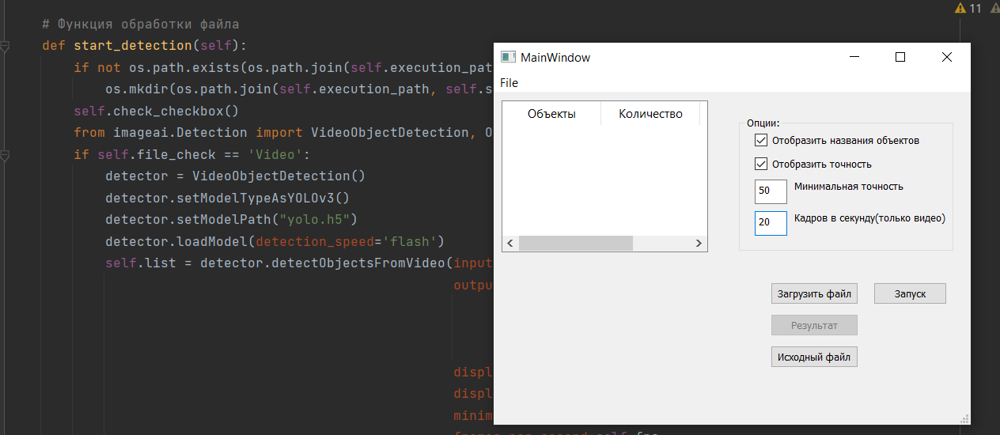 11
# Функция обработки файла
def start_detection(self):
if not os.path.exists(os.path.join(self.execution_pat
os.mkdir(os.path.join(self.execution_path, self.s
self.check_checkbox()
from imageai.Detection import VideoObjectDetection, O
if self.file_check == 'Video':
detector = VideoObjectDetection()
detector.setModelTypeAsYOLOv3()
detector.setModelPath("yolo.h5")
detector.loadModel(detection_speed='flash')
self.list = detector.detectObjectsFromVideo(input
outpu
displ
displ
minim
MainWindow
File
Объекты Количество
Опции:
Отобразить названия объектов
Отобразить точность
50 Минимальная точность
20 Кадров в секунду(только видео)
Загрузить файл Запуск
Результат
Исходный файл